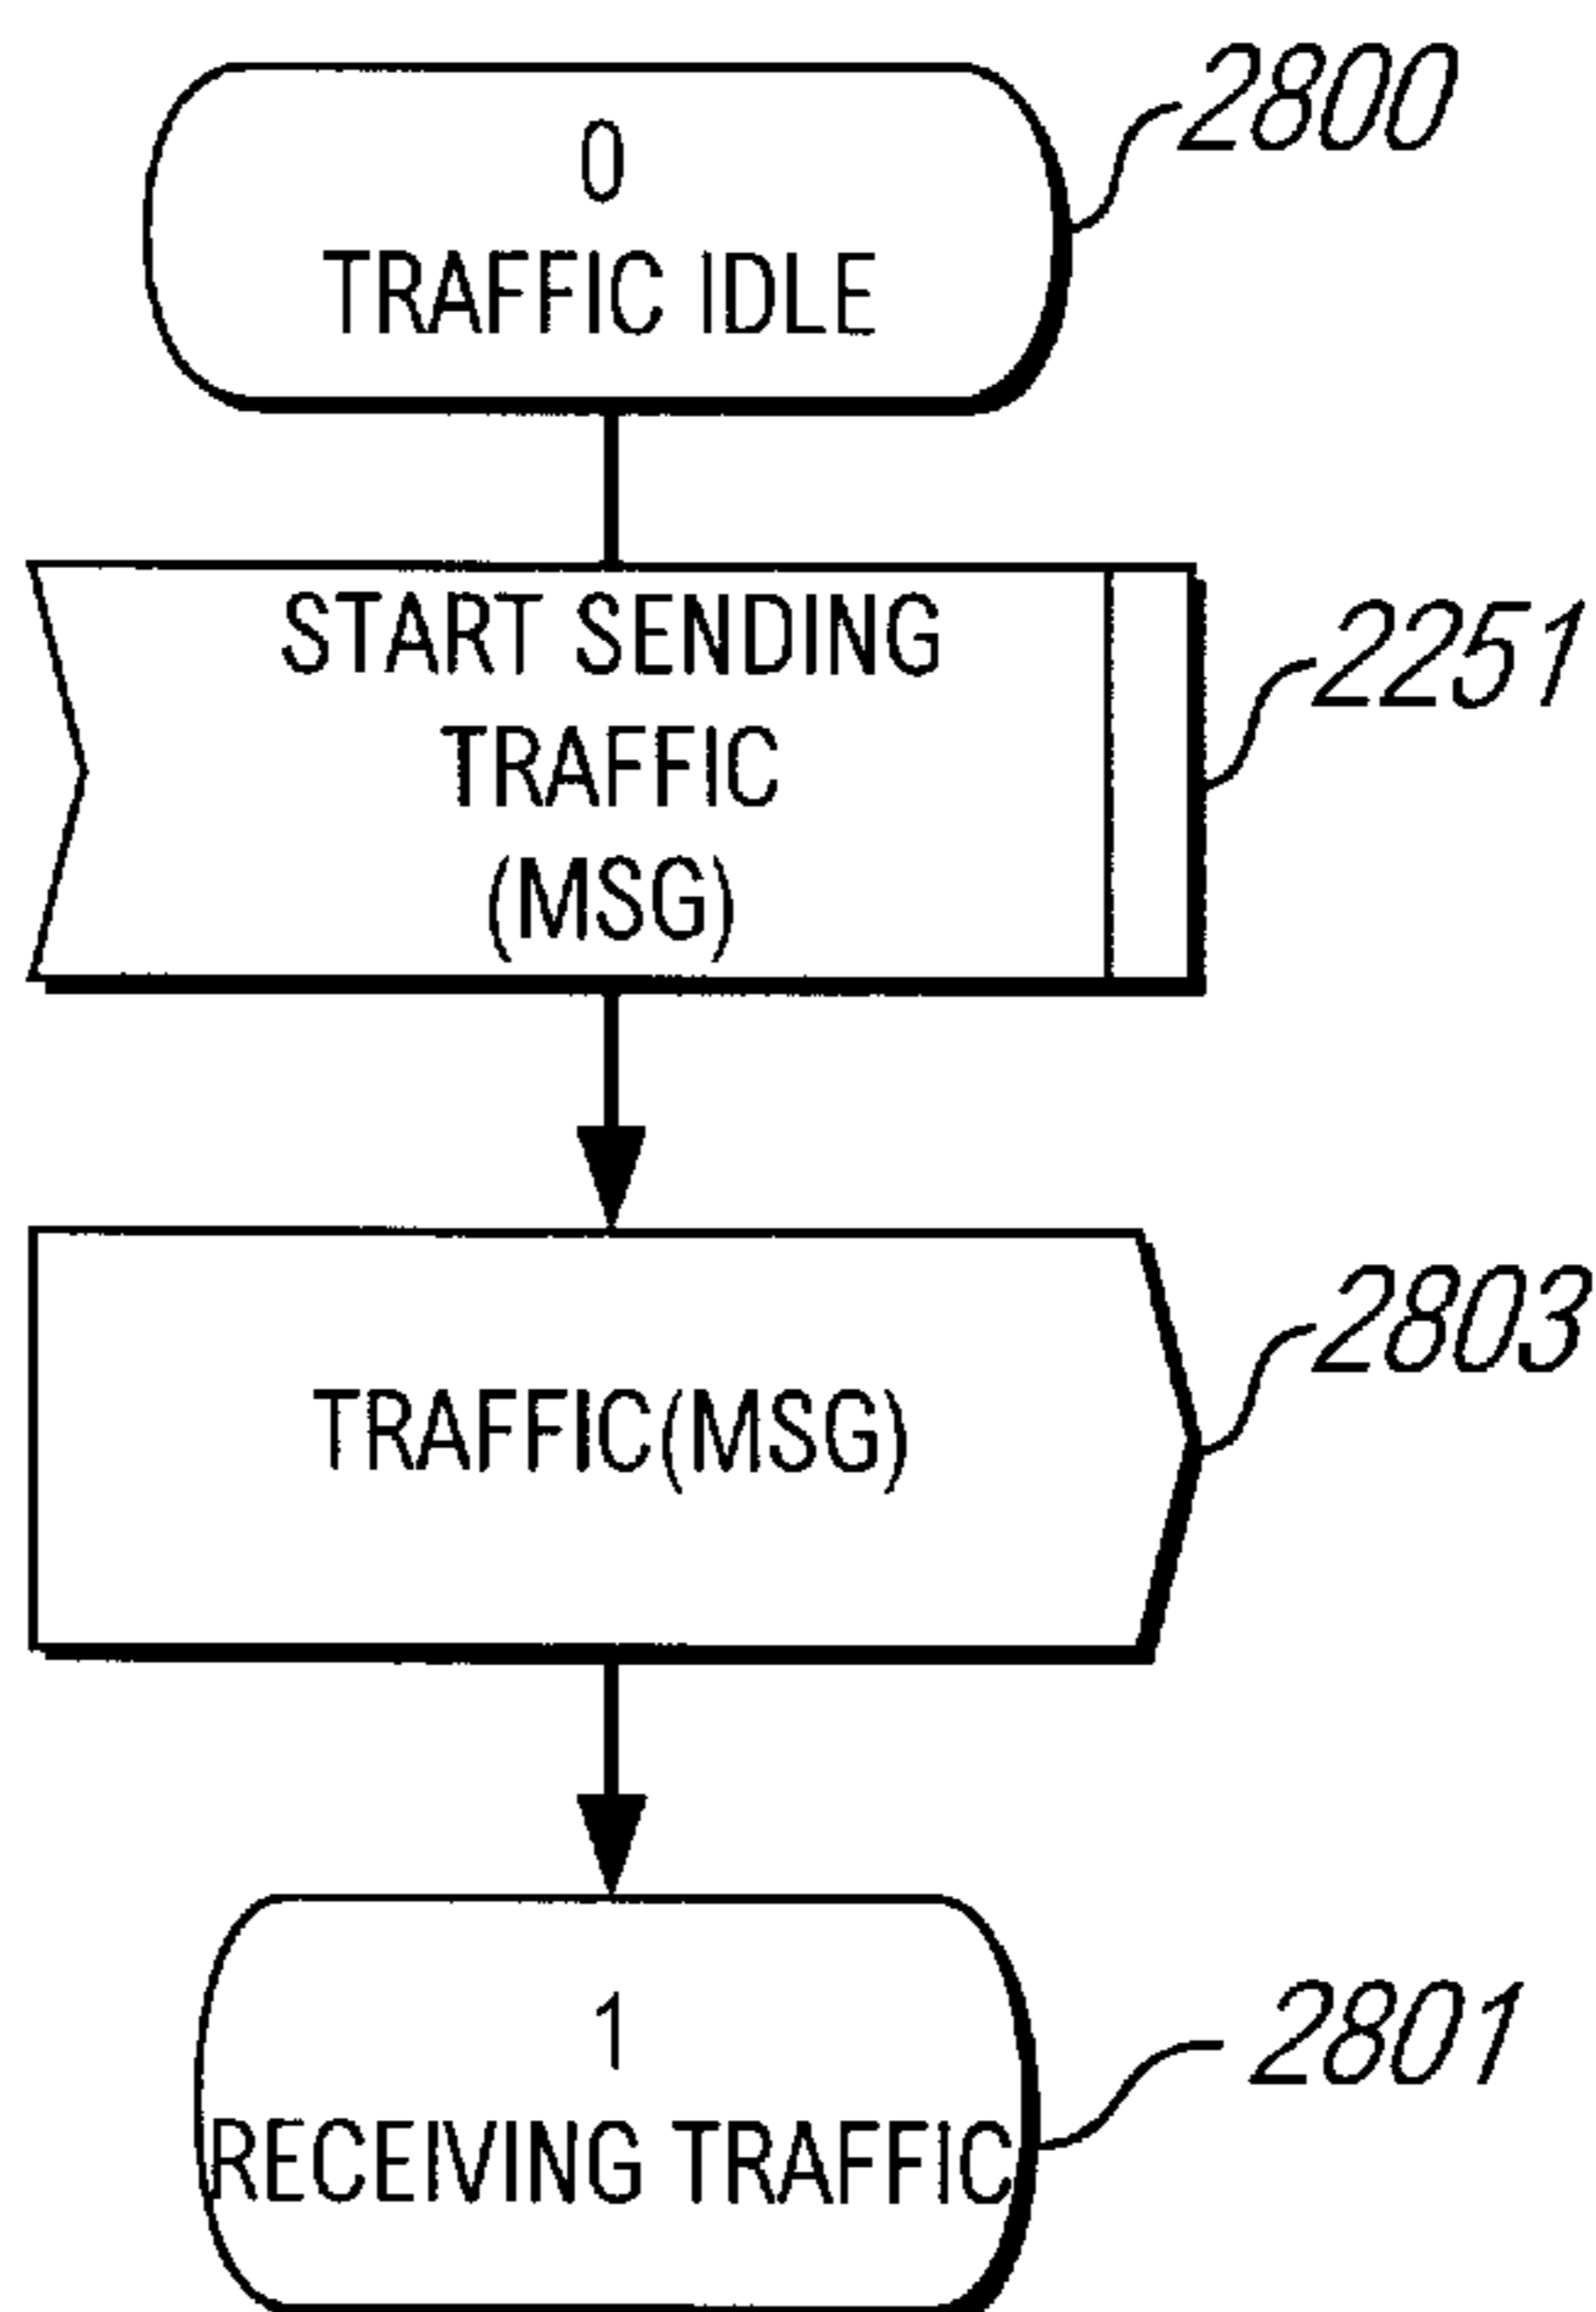 2800
0
TRAFFIC IDLE
START SENDING
TRAFFIC
(MSG)
2251
TRAFFIC(MSG)
2803
1
RECEIVING TRAFFIC
2801